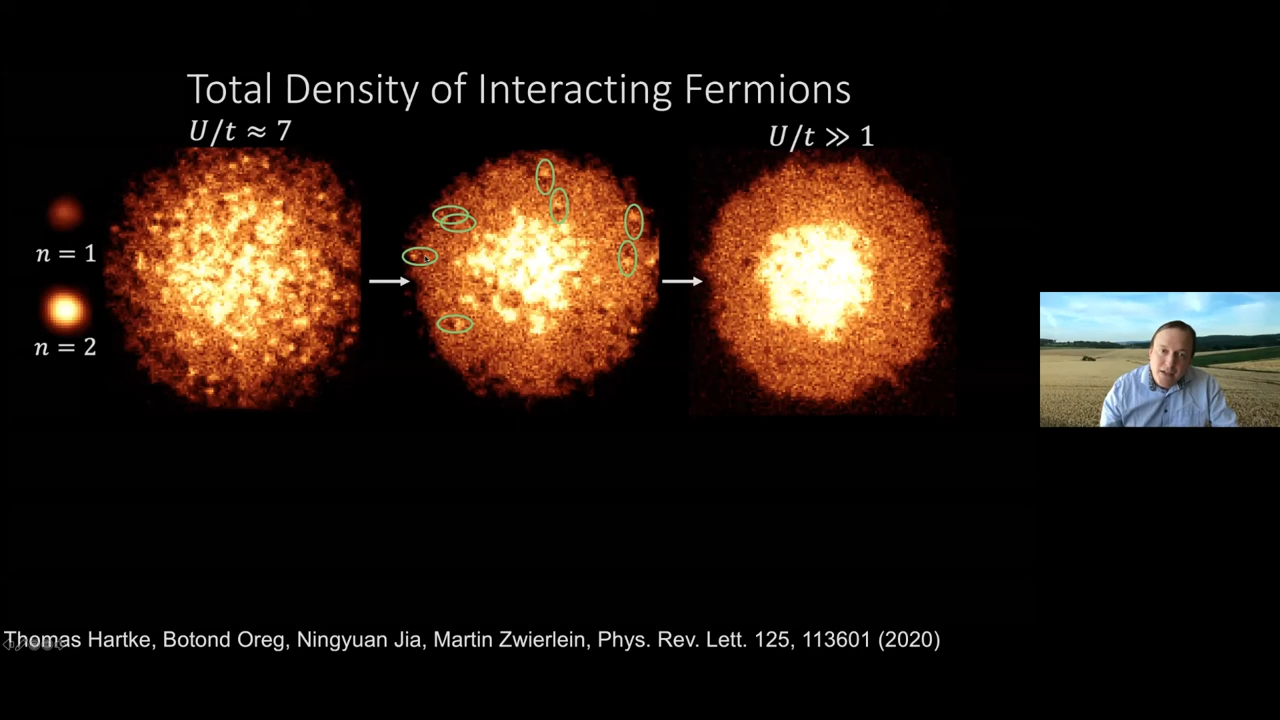 Total Density of Interacting Fermions
U/t ≈ 7
U/t ≫ 1
n = 1
n = 2
Thomas Hartke, Botond Oreg, Ningyuan Jia, Martin Zwierlein, Phys. Rev. Lett. 125, 113601 (2020)